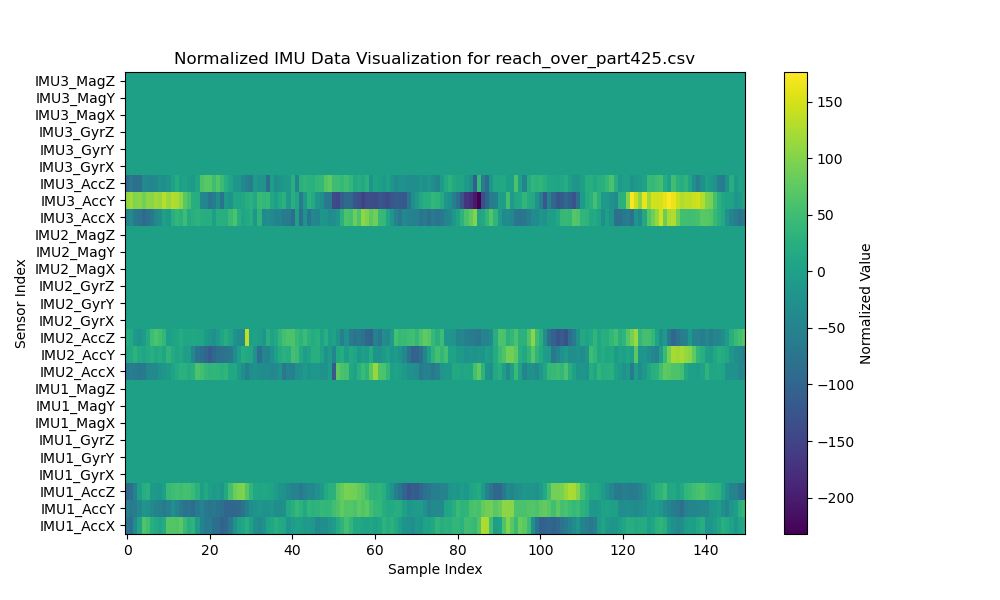 Normalized IMU Data Visualization for reach_over_part425.csv
IMU3_MagZ
IMU3_MagY
IMU3_MagX
IMU3_GyrZ
IMU3_GyrY
IMU3_GyrX
IMU3_AccZ
IMU3_AccY
IMU3_AccX
IMU2_MagZ
IMU2_MagY
IMU2_MagX
IMU2_GyrZ
IMU2_GyrY
IMU2_GyrX
IMU2_AccZ
IMU2_AccY
IMU2_AccX
IMU1_MagZ
IMU1_MagY
IMU1_MagX
IMU1_GyrZ
IMU1_GyrY
IMU1_GyrX
IMU1_AccZ
IMU1_AccY
IMU1_AccX
Sensor Index
0 20 40 60 80 100 120 140
Sample Index
150
100
50
0
−50
−100
−150
−200
Normalized Value